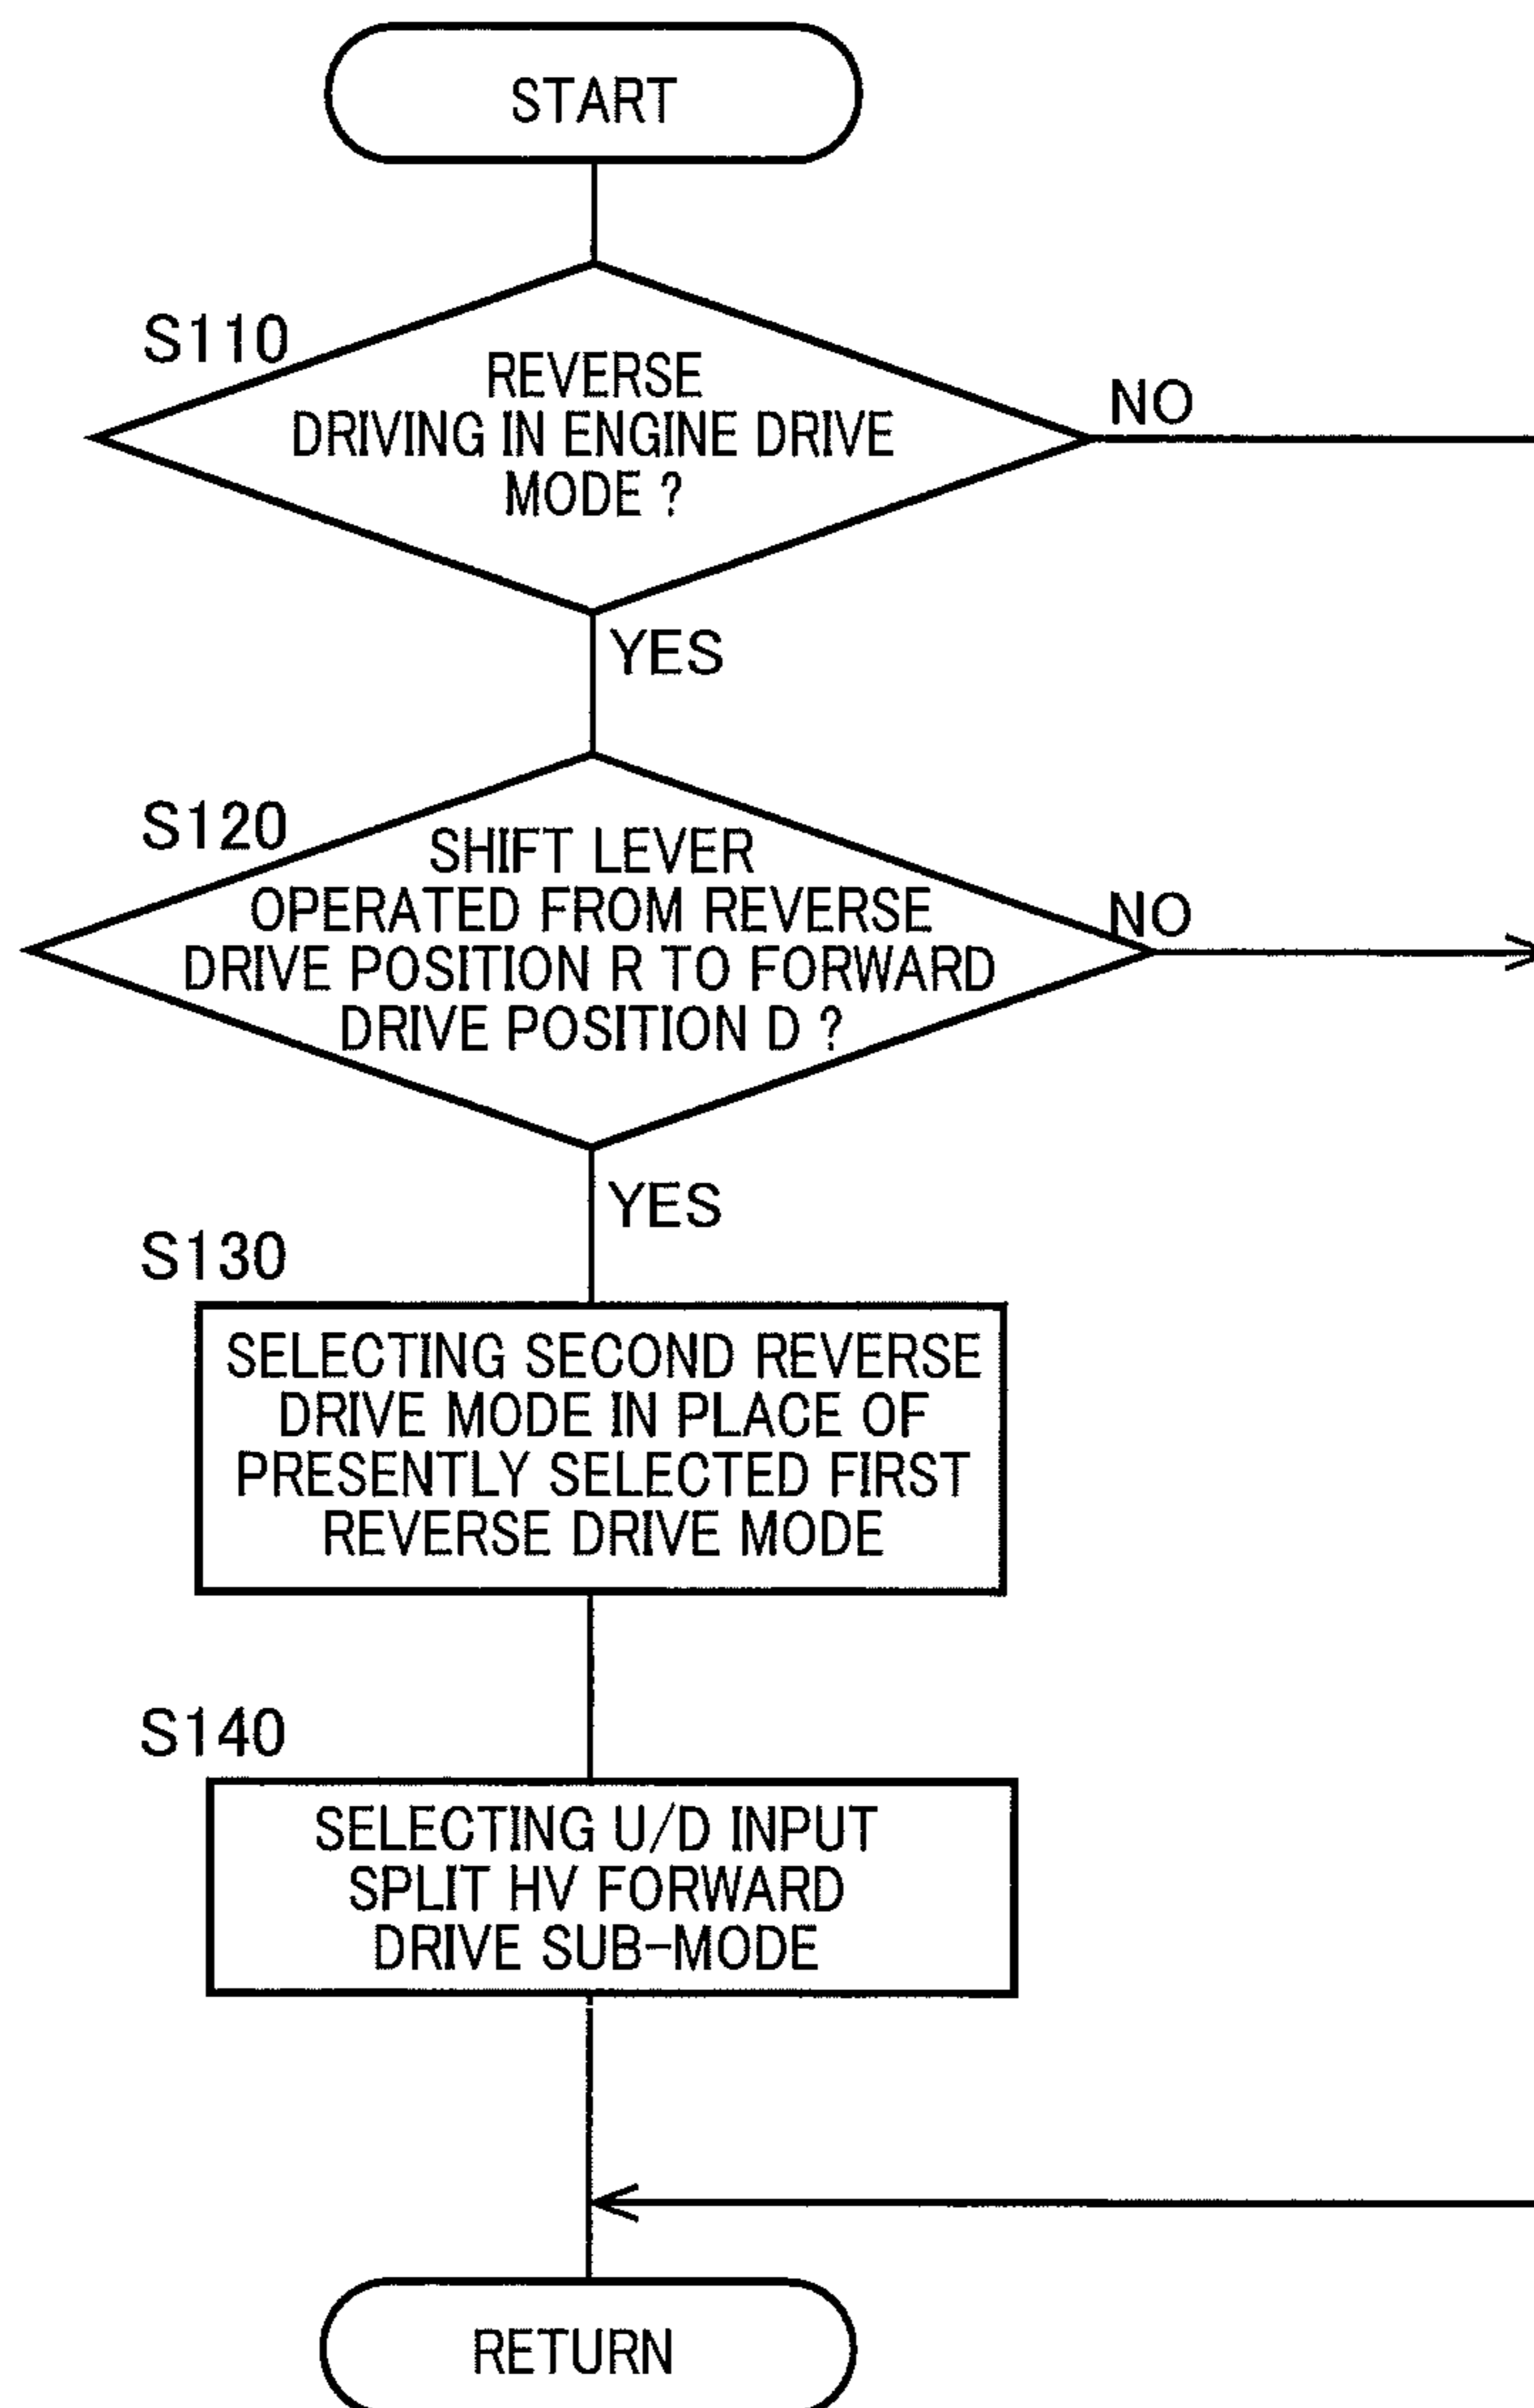 START
S110
REVERSE
DRIVING IN ENGINE DRIVE
MODE ?
NO
YES
S120
SHIFT LEVER
OPERATED FROM REVERSE
DRIVE POSITION R TO FORWARD
DRIVE POSITION D ?
NO
YES
S130
SELECTING SECOND REVERSE
DRIVE MODE IN PLACE OF
PRESENTLY SELECTED FIRST
REVERSE DRIVE MODE
S140
SELECTING U/D INPUT
SPLIT HV FORWARD
DRIVE SUB-MODE
RETURN